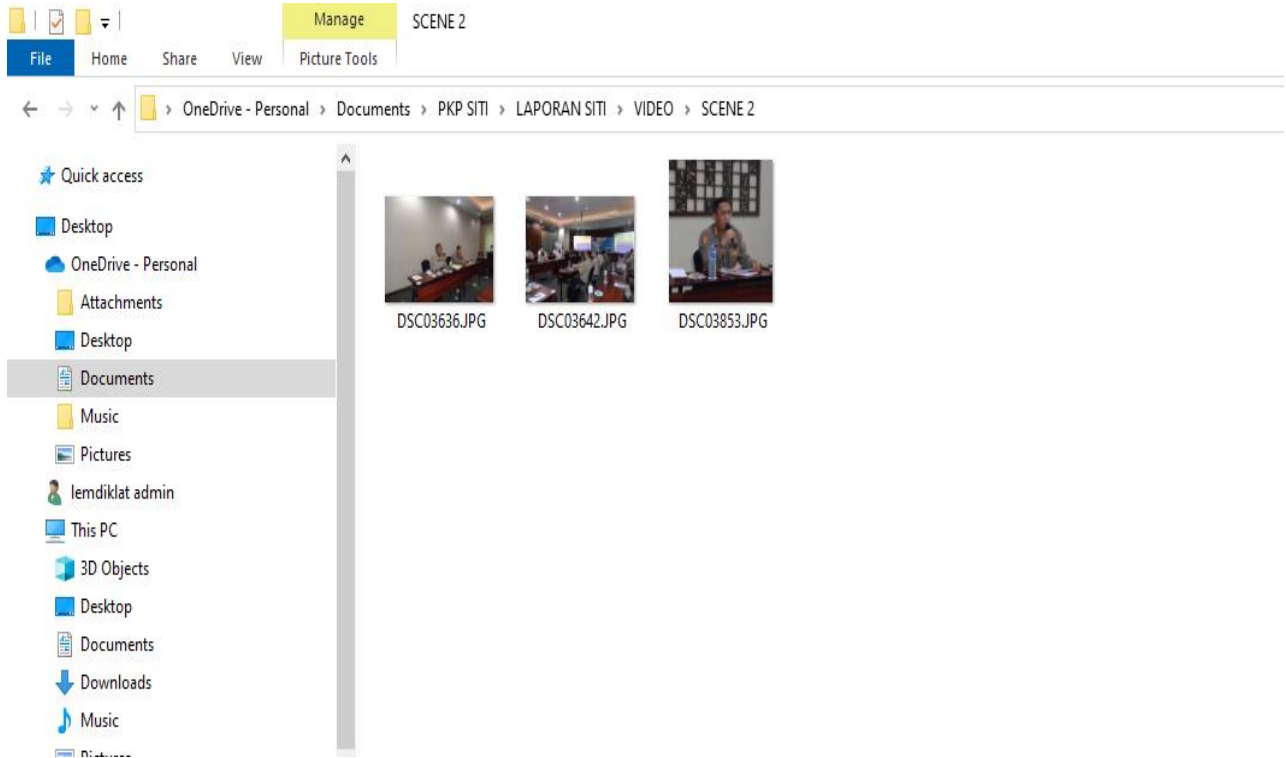 Manage SCENE 2
File Home Share View Picture Tools
OneDrive - Personal > Documents > PKP SITI > LAPORAN SITI > VIDEO > SCENE 2
Quick access
Desktop
OneDrive - Personal
Attachments
Desktop
Documents
Music
Pictures
lemdiklat admin
This PC
3D Objects
Desktop
Documents
Downloads
Music
Pictures
DSC03636.JPG DSC03642.JPG DSC03853.JPG